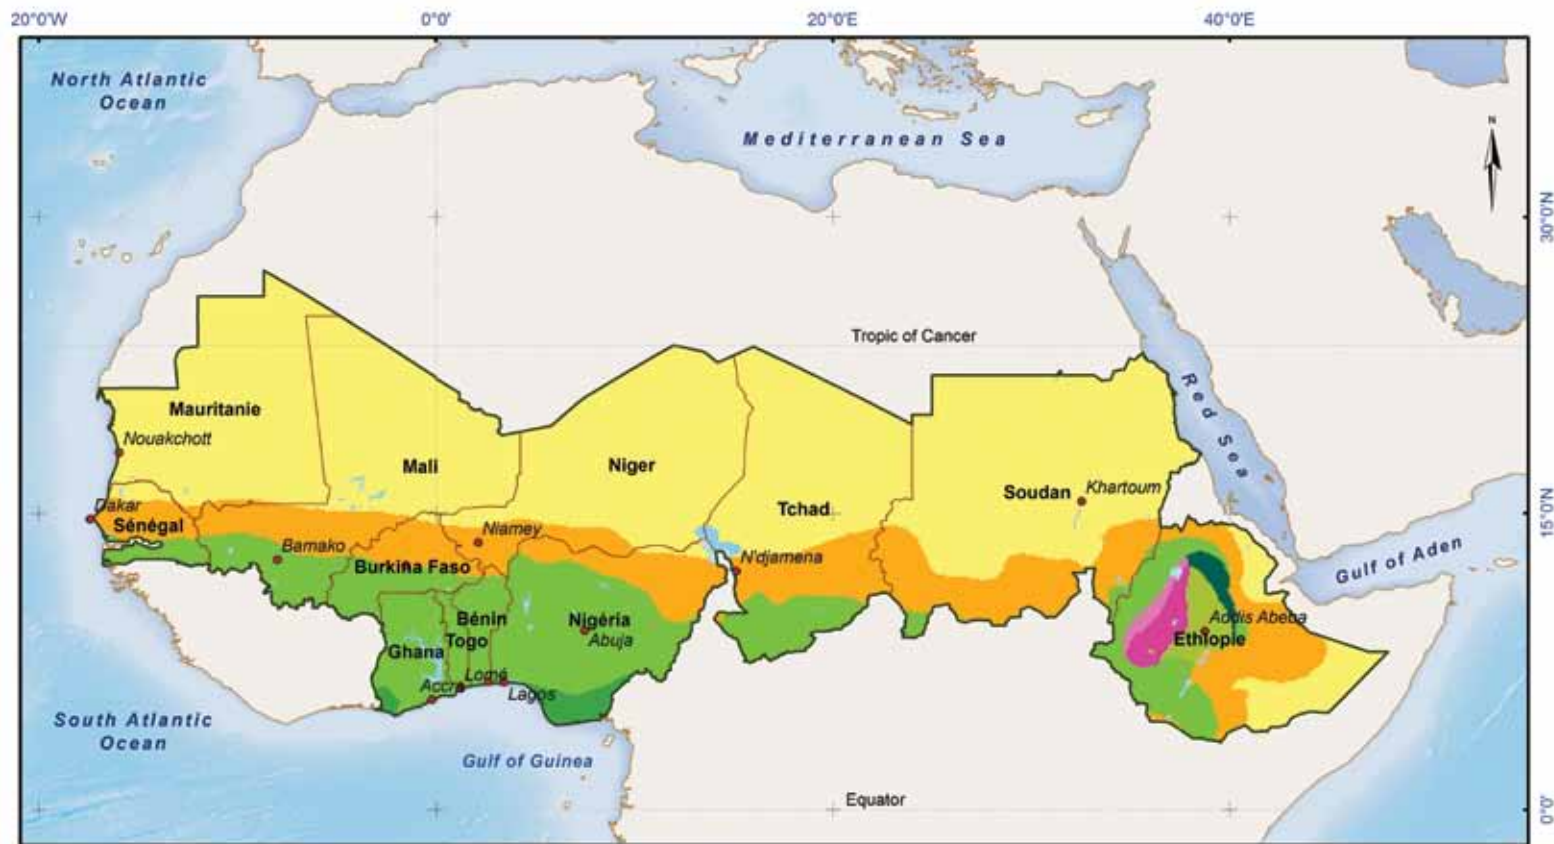 20°0'W
0°0'
20°0'E
40°0'E
North Atlantic
Ocean
Mediterranean Sea
N
30°0'N
Tropic of Cancer
Red Sea
Mauritanie
Nouakchott
Mali
Niger
Tchad
Soudan
Khartoum
15°0'N
Dakar
Sénégal
Niamey
Bamako
Burkina Faso
N'djamena
Gulf of Aden
Bénin
Nigéria
Togo
Abuja
Ghana
Addis Abeba
Ethiopie
Lomé
Accra
Lagos
South Atlantic
Ocean
Gulf of Guinea
Equator
0°0'